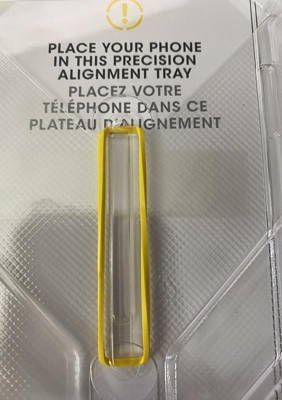 PLACE YOUR PHONE
IN THIS PRECISION
ALIGNMENT TRAY
PLACEZ VOTRE
TÉLÉPHONE DANS CE
PLATEAU D'ALIGNEMENT